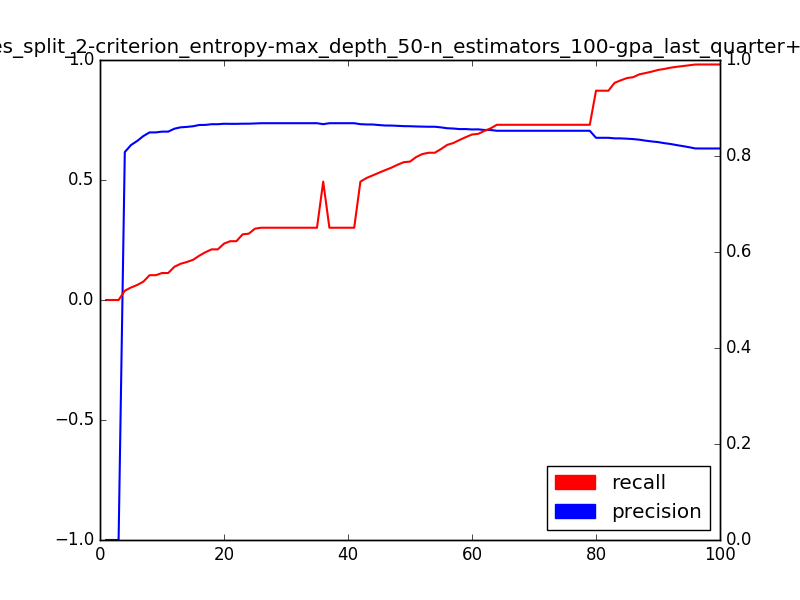 es_split_2-criterion_entropy-max_depth_50-n_estimators_100-gpa_last_quarter+
1.0
0.5
0.0
−0.5
−1.0
1.0
0.8
0.6
0.4
0.2
0.0
recall
precision
0 20 40 60 80 100